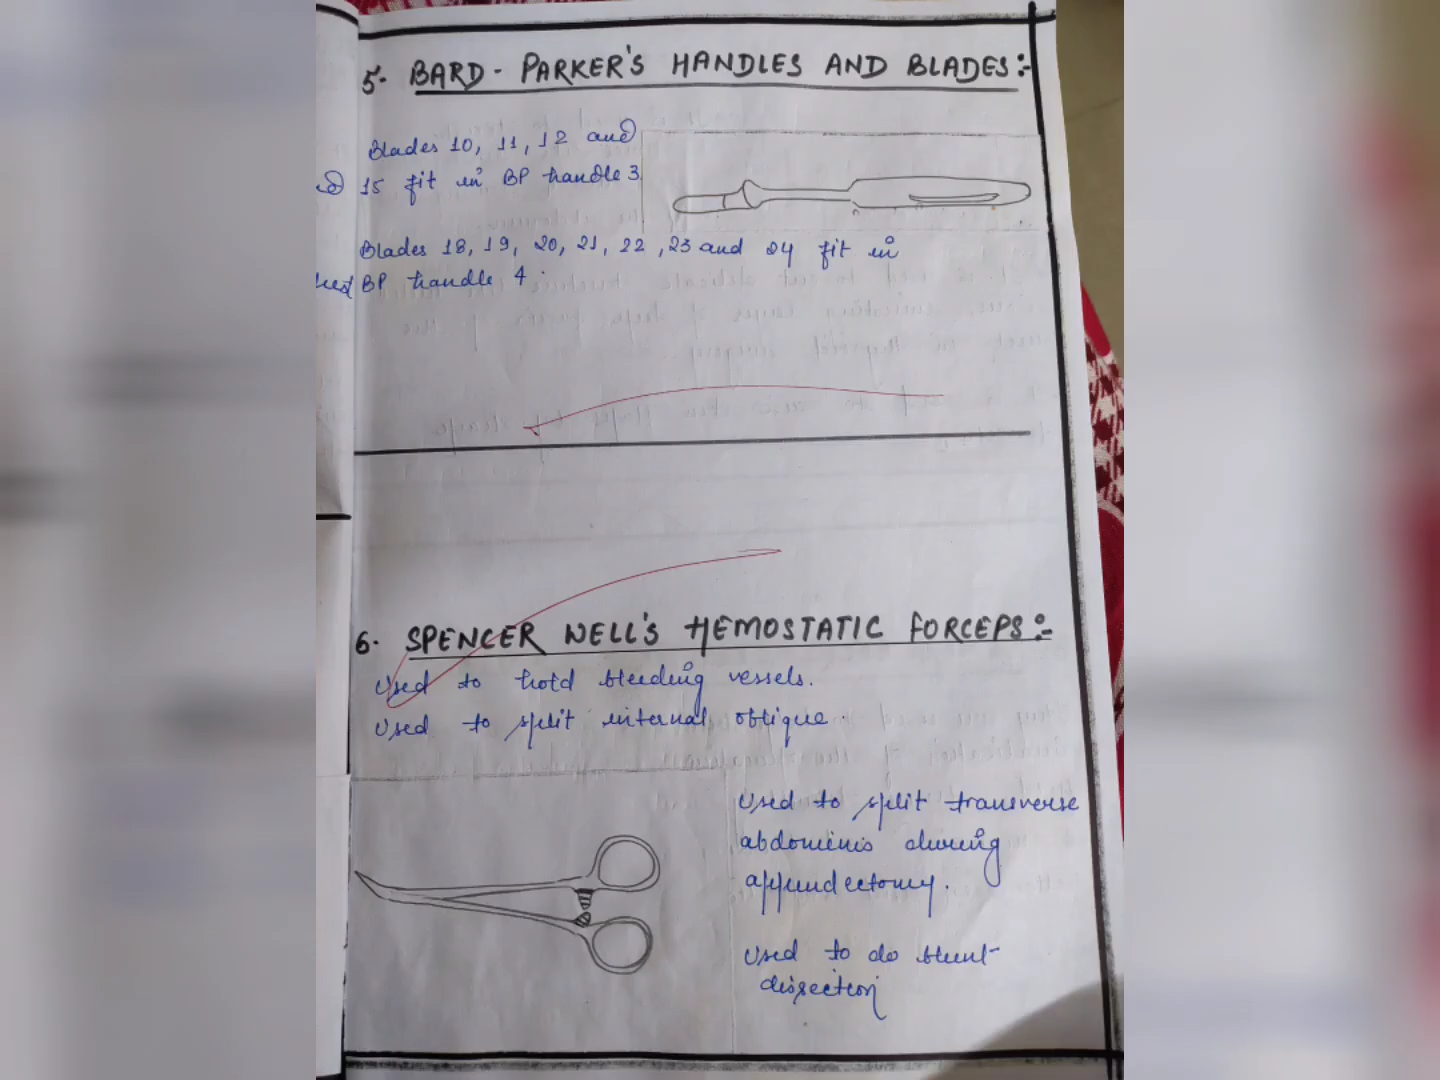 5. BARD - PARKER'S HANDLES AND BLADES :-
Blades 10, 11, 12 and
15 fit in BP handle 3
Blades 18, 19, 20, 21, 22, 23 and 24 fit in
BP handle 4.
6. SPENCER WELL'S HEMOSTATIC FORCEPS :-
Used to hold bleeding vessels.
Used to split internal oblique.
Used to split transverse
abdominis during
appendectomy.
Used to do blunt
dissection